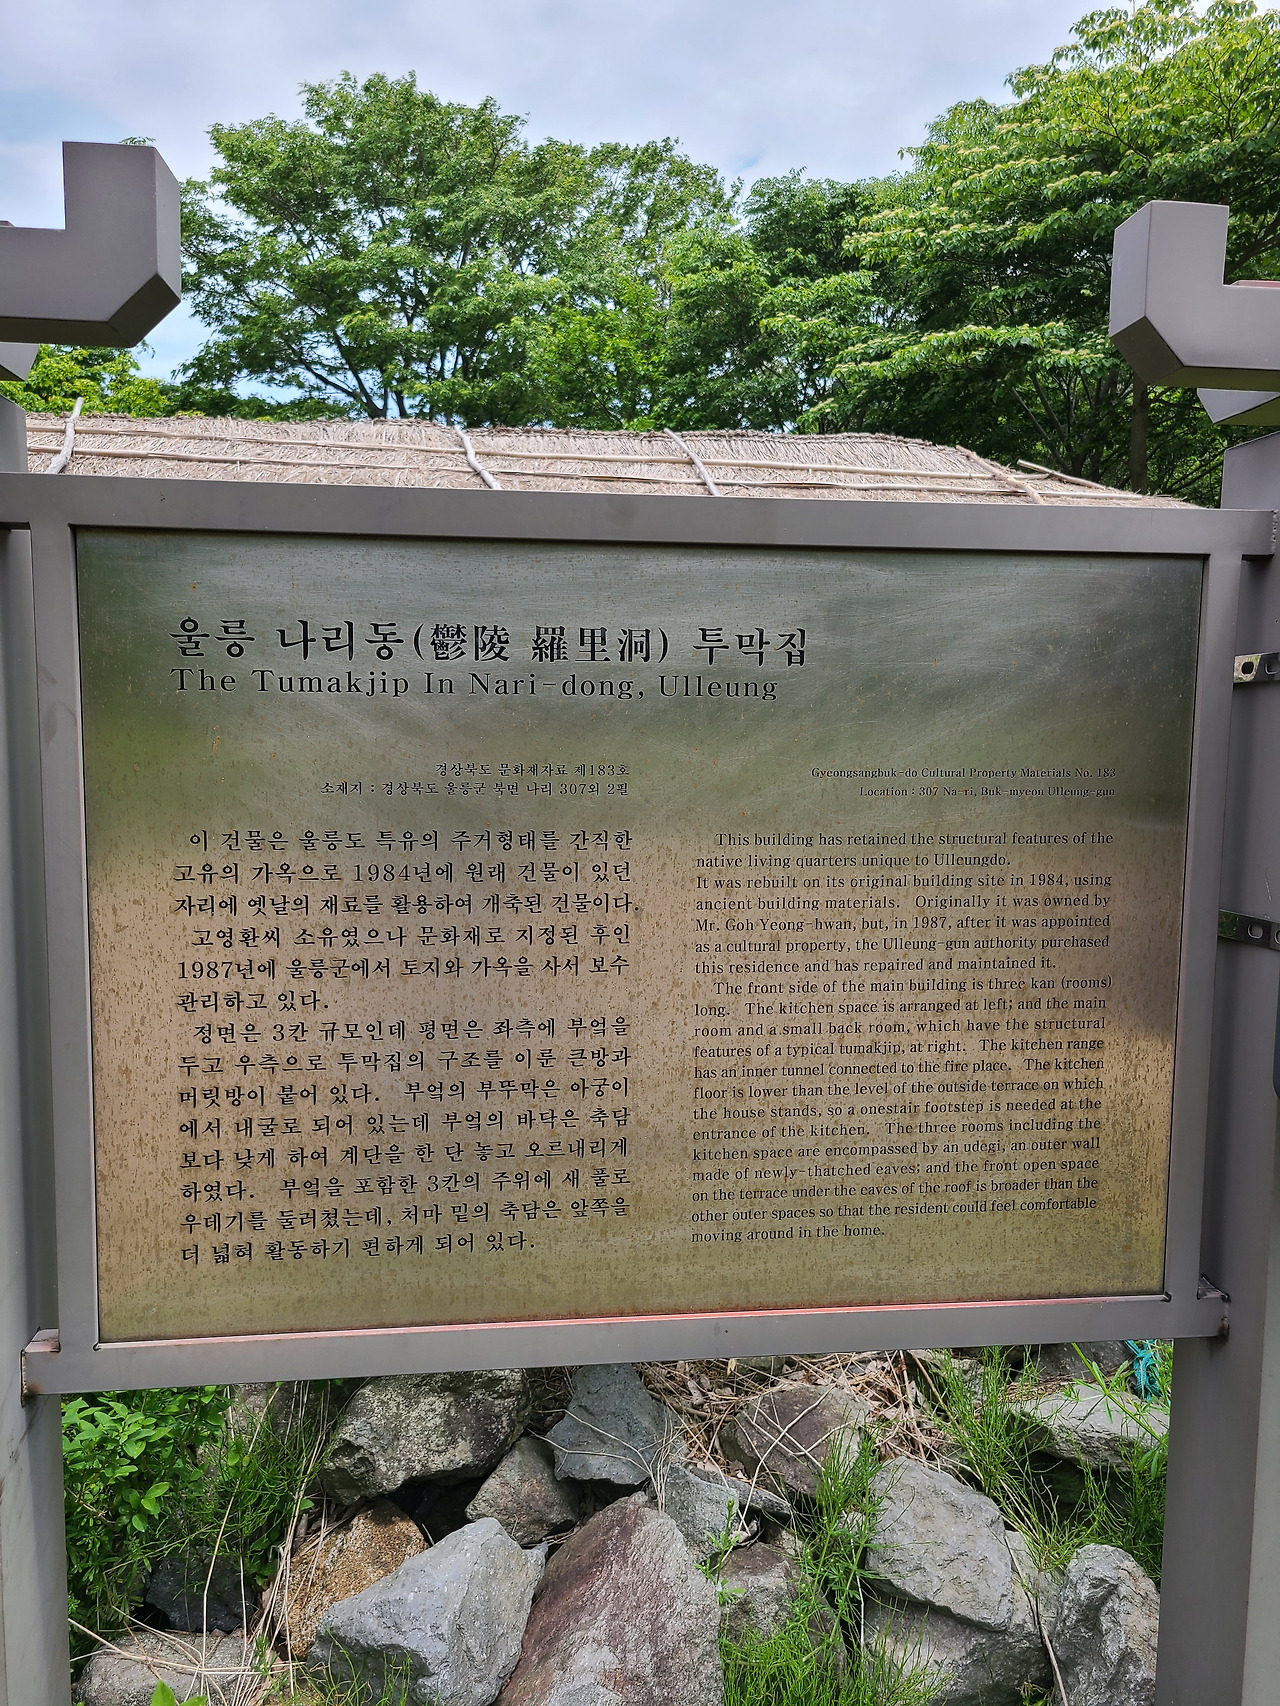 울릉 나리동(鬱陵 羅里洞) 투막집
The Tumakjip In Nari-dong, Ulleung
경상북도 문화재자료 제183호
소재지 : 경상북도 울릉군 북면 나리 307외 2필
이 건물은 울릉도 특유의 주거형태를 간직한
고유의 가옥으로 1984년에 원래 건물이 있던
자리에 옛날의 재료를 활용하여 개축된 건물이다.
고영환씨 소유였으나 문화재로 지정된 후인
1987년에 울릉군에서 토지와 가옥을 사서 보수
관리하고 있다.
정면은 3칸 규모인데 평면은 좌측에 부엌을
두고 우측으로 투막집의 구조를 이룬 큰방과
머릿방이 붙어 있다. 부엌의 부뚜막은 아궁이
에서 내굴로 되어 있는데 부엌의 바닥은 축담
보다 낮게 하여 계단을 한 단 놓고 오르내리게
하였다. 부엌을 포함한 3칸의 주위에 새 풀로
우데기를 둘러쳤는데, 처마 밑의 축담은 앞쪽을
더 넓혀 활동하기 편하게 되어 있다.
Gyeongsangbuk-do Cultural Property Materials No. 183
Location : 307 Na-ri, Buk-myeon Ulleung-gun
This building has retained the structural features of the
native living quarters unique to Ulleungdo.
It was rebuilt on its original building site in 1984, using
ancient building materials. Originally it was owned by
Mr. Goh Yeong-hwan, but, in 1987, after it was appointed
as a cultural property, the Ulleung-gun authority purchased
this residence and has repaired and maintained it.
The front side of the main building is three kan (rooms)
long. The kitchen space is arranged at left; and the main
room and a small back room, which have the structural
features of a typical tumakjip, at right. The kitchen range
has an inner tunnel connected to the fire place. The kitchen
floor is lower than the level of the outside terrace on which
the house stands, so a onestair footstep is needed at the
entrance of the kitchen. The three rooms including the
kitchen space are encompassed by an udegi, an outer wall
made of newly-thatched eaves; and the front open space
on the terrace under the eaves of the roof is broader than the
other outer spaces so that the resident could feel comfortable
moving around in the home.